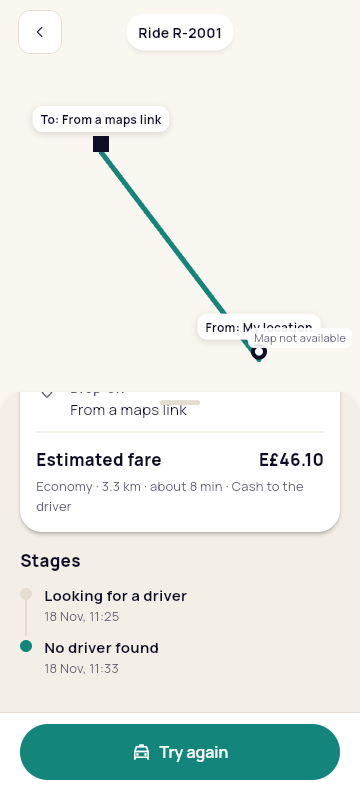 Ride R-2001
To: From a maps link
From: My location
Map not available
Drop-off
From a maps link
Estimated fare
E£46.10
Economy · 3.3 km · about 8 min · Cash to the
driver
Stages
Looking for a driver
18 Nov, 11:25
No driver found
18 Nov, 11:33
Try again